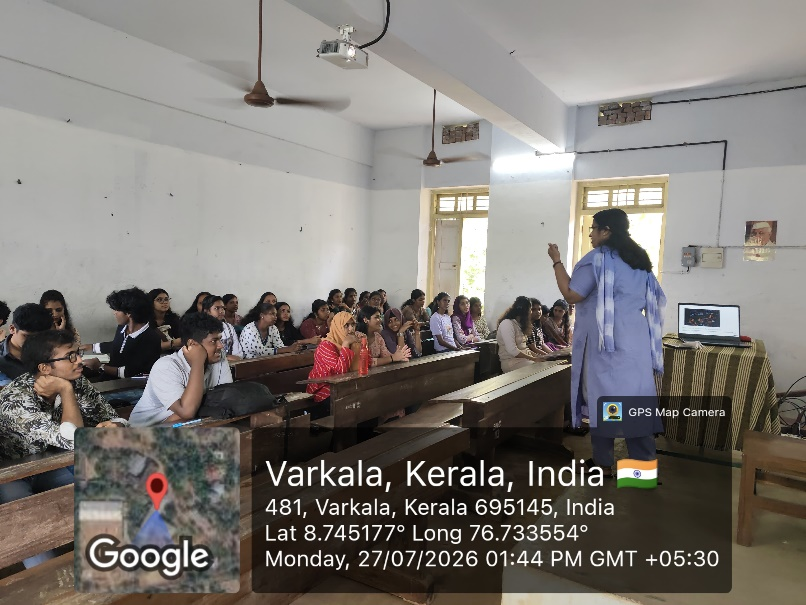 GPS Map Camera
Varkala, Kerala, India 🇮🇳
481, Varkala, Kerala 695145, India
Lat 8.745177° Long 76.733554°
Monday, 27/07/2026 01:44 PM GMT +05:30
Google